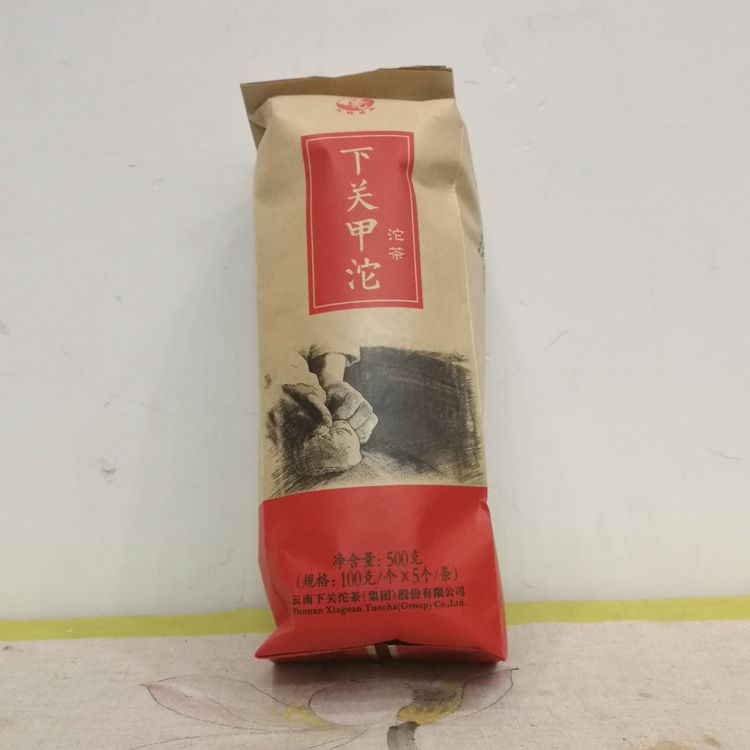 下关甲沱
沱茶
净含量：500克
(规格：100克/个×5个/条)
云南下关沱茶(集团)股份有限公司
Yunnan Xiaguan Tuocha(Group) Co.,Ltd.